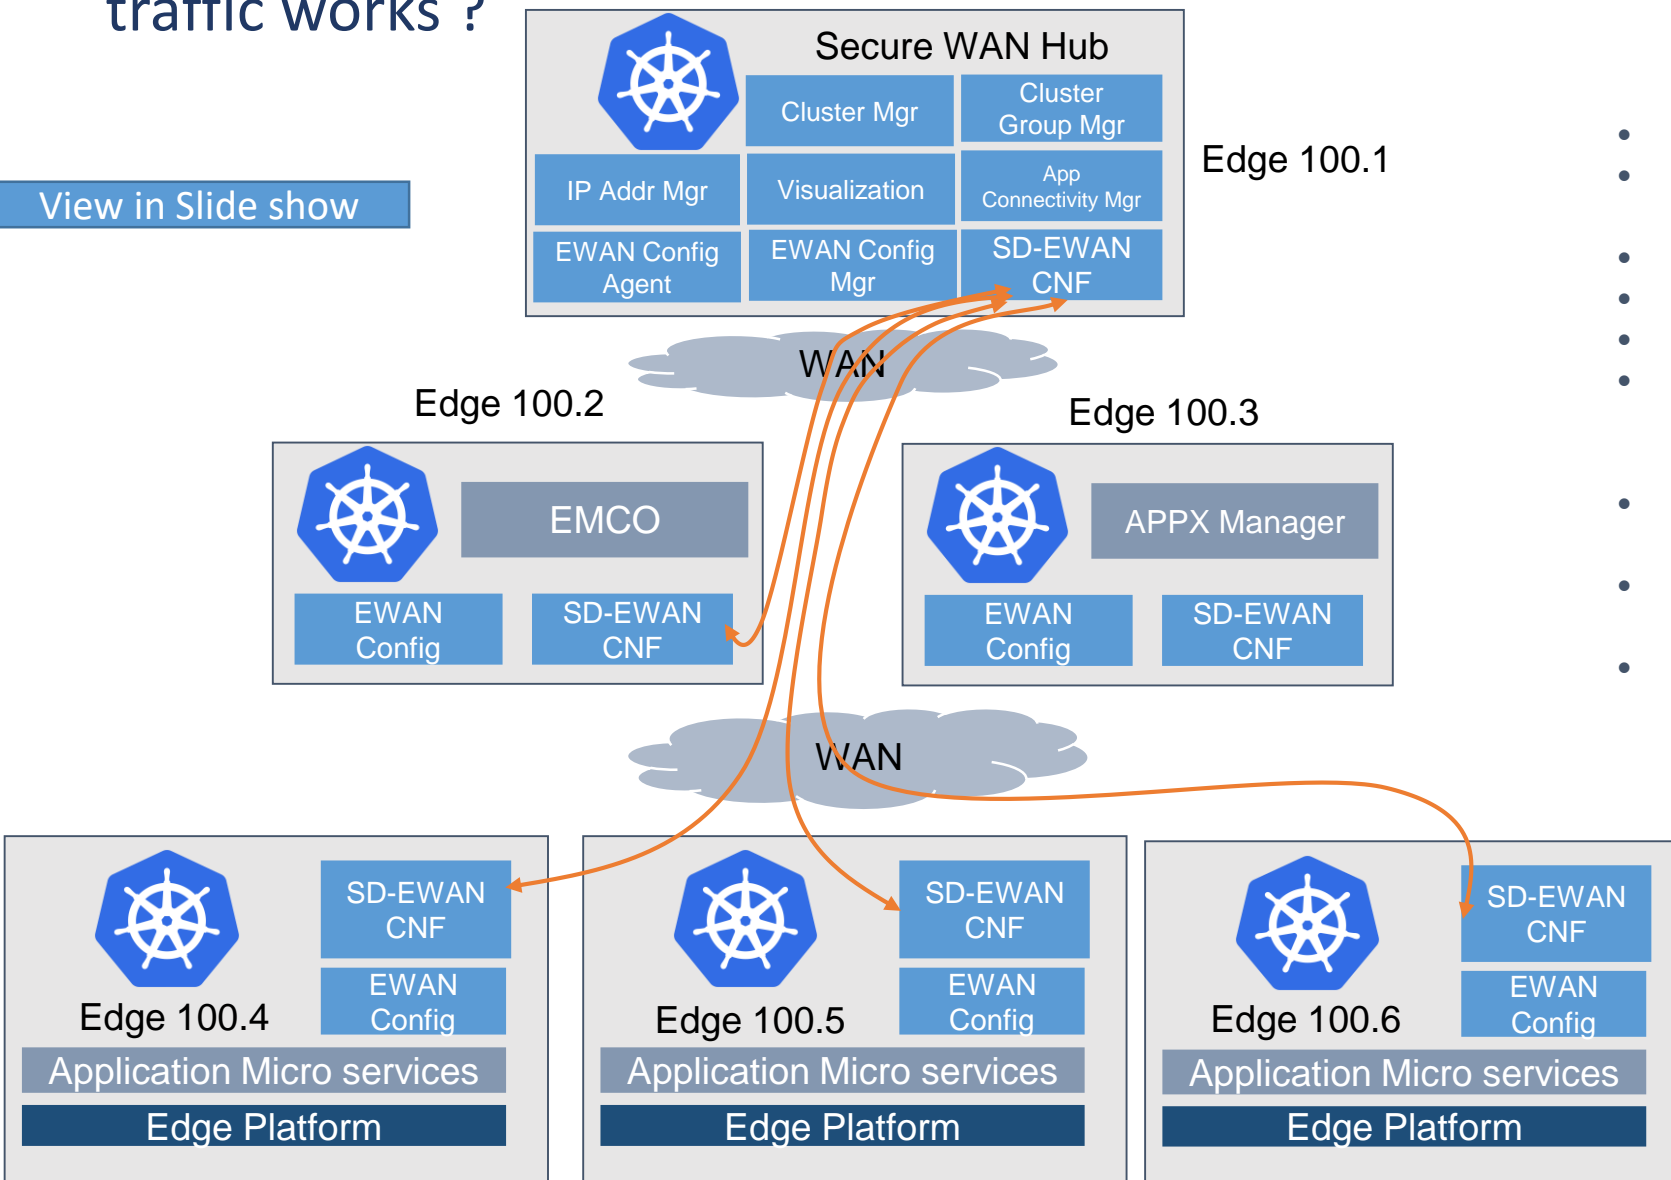 traffic works ?
View in Slide show
Secure WAN Hub
Cluster Mgr
Cluster
Group Mgr
IP Addr Mgr
Visualization
App
Connectivity Mgr
EWAN Config
Agent
EWAN Config
Mgr
SD-EWAN
CNF
Edge 100.1
WAN
Edge 100.2
EMCO
EWAN
Config
SD-EWAN
CNF
Edge 100.3
APPX Manager
EWAN
Config
SD-EWAN
CNF
WAN
SD-EWAN
CNF
EWAN
Config
Edge 100.4
Application Micro services
Edge Platform
SD-EWAN
CNF
EWAN
Config
Edge 100.5
Application Micro services
Edge Platform
SD-EWAN
CNF
EWAN
Config
Edge 100.6
Application Micro services
Edge Platform